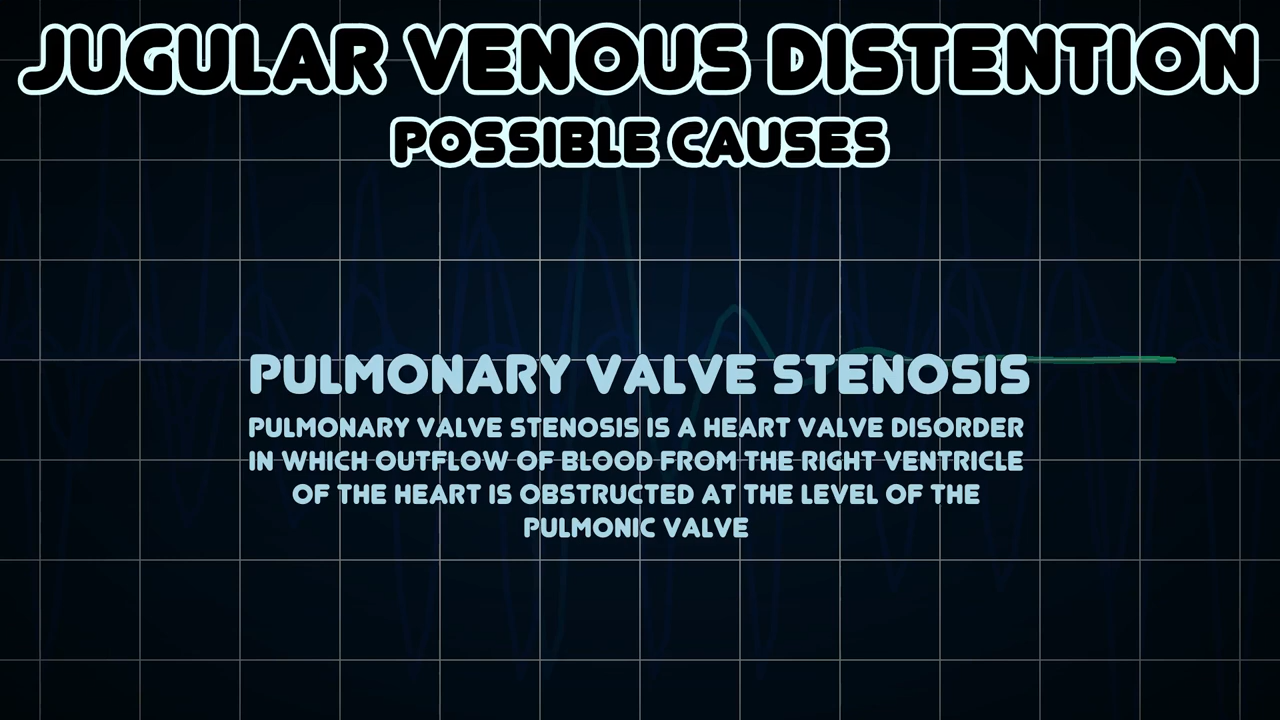 JUGULAR VENOUS DISTENTION
POSSIBLE CAUSES
PULMONARY VALVE STENOSIS
PULMONARY VALVE STENOSIS IS A HEART VALVE DISORDER
IN WHICH OUTFLOW OF BLOOD FROM THE RIGHT VENTRICLE
OF THE HEART IS OBSTRUCTED AT THE LEVEL OF THE
PULMONIC VALVE